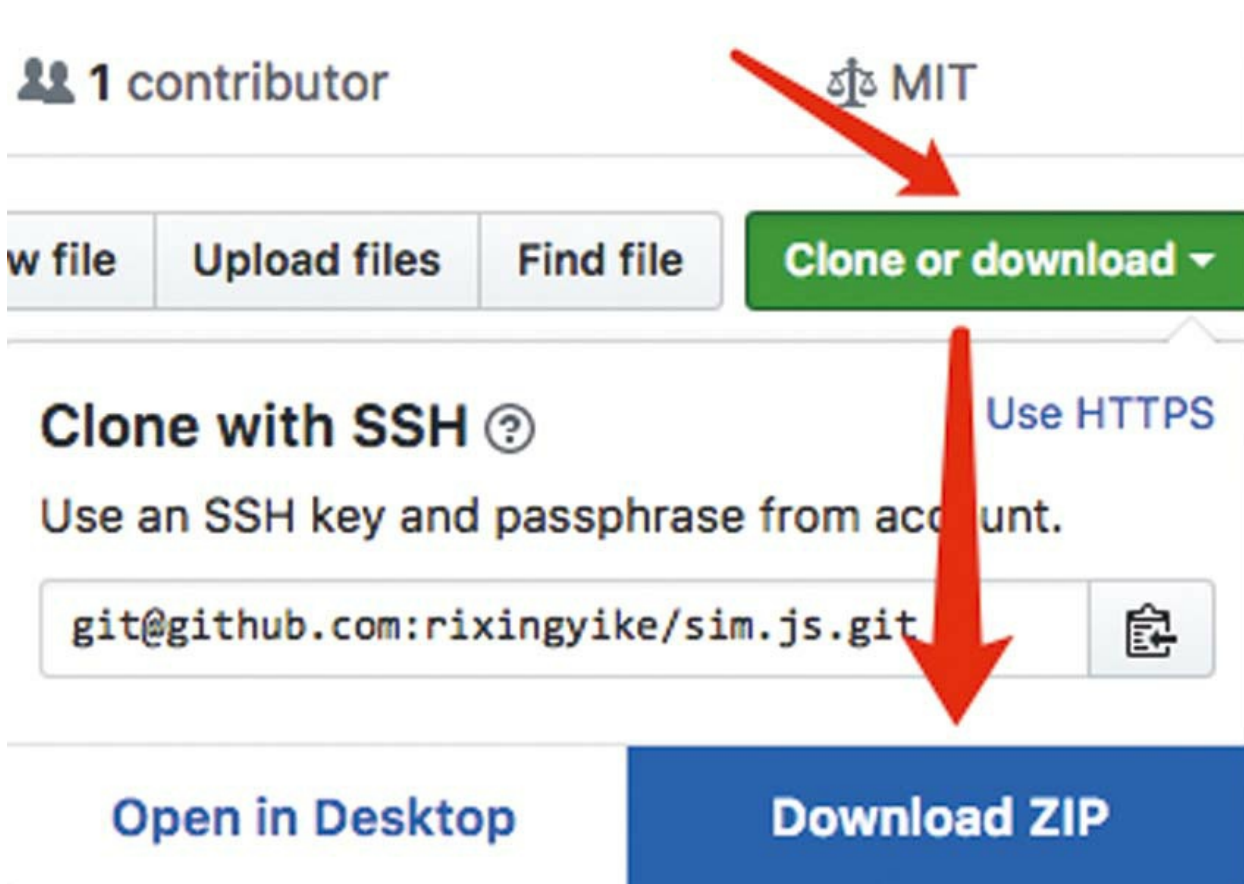 1 contributor MIT
w file Upload files Find file Clone or download
Clone with SSH Use HTTPS
Use an SSH key and passphrase from account.
git@github.com:rixingyike/sim.js.git
Open in Desktop Download ZIP